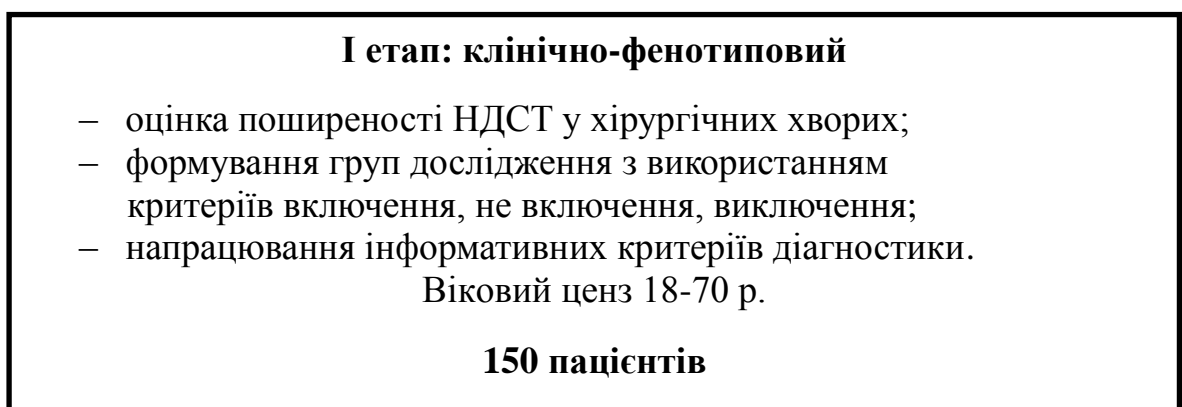 І етап: клінічно-фенотиповий
– оцінка поширеності НДСТ у хірургічних хворих;
– формування груп дослідження з використанням
критеріїв включення, не включення, виключення;
– напрацювання інформативних критеріїв діагностики.
Віковий ценз 18-70 р.
150 пацієнтів